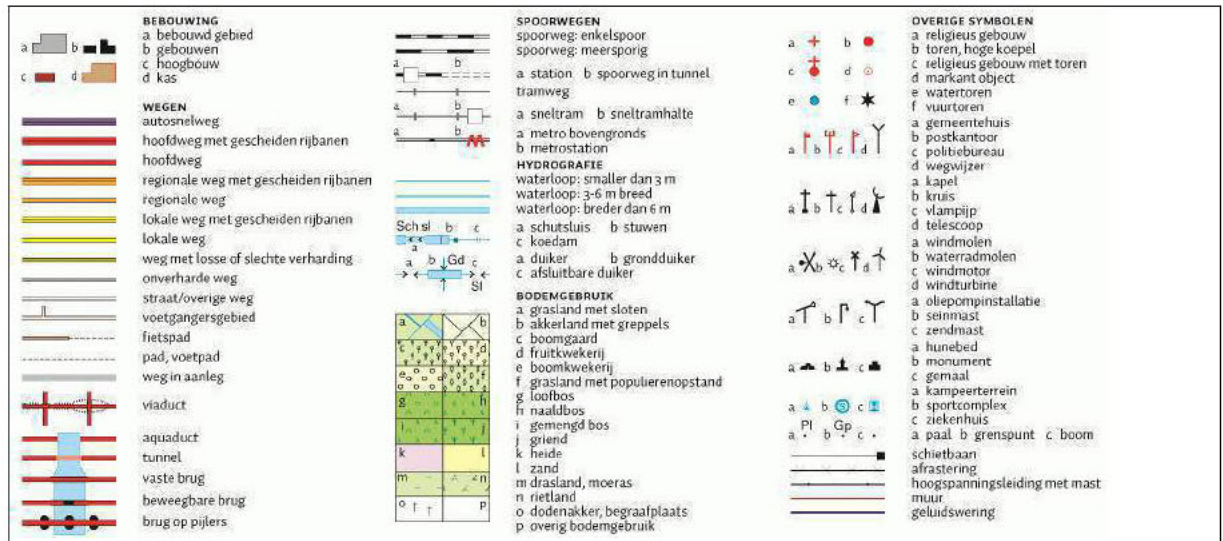 BEBOUWING
a b
a bebouwd gebied
b gebouwen
c d
c hoogbouw
d kas
WEGEN
autosnelweg
hoofdweg met gescheiden rijbanen
hoofdweg
regionale weg met gescheiden rijbanen
regionale weg
lokale weg met gescheiden rijbanen
lokale weg
weg met losse of slechte verharding
onverharde weg
straat/overige weg
voetgangersgebied
fietspad
pad, voetpad
weg in aanleg
viaduct
aquaduct
tunnel
vaste brug
beweegbare brug
brug op pijlers
SPOORWEGEN
spoorweg: enkelspoor
spoorweg: meersporig
a b
a station b spoorweg in tunnel
tramweg
a b
a sneltram b sneltramhalte
a b
a metro bovengronds
b metrostation
HYDROGRAFIE
waterloop: smaller dan 3 m
waterloop: 3-6 m breed
waterloop: breder dan 6 m
Sch sl b c
a
a schutsluis b stuwen
c koedam
a b Gd c
Sl
a duiker b grondduiker
c afsluitbare duiker
BODEMGEBRUIK
a b
c d
e f
g h
i j
k l
m n
o p
a grasland met sloten
b akkerland met greppels
c boomgaard
d fruitkwekerij
e boomkwekerij
f grasland met populierenopstand
g loofbos
h naaldbos
i gemengd bos
j griend
k heide
l zand
m drasland, moeras
n rietland
o dodenakker, begraafplaats
p overig bodemgebruik
OVERIGE SYMBOLEN
a b
a religieus gebouw
b toren, hoge koepel
c d
c religieus gebouw met toren
d markant object
e f
e watertoren
f vuurtoren
a b c d
a gemeentehuis
b postkantoor
c politiebureau
d wegwijzer
a b c d
a kapel
b kruis
c vlampijp
d telescoop
a b c d
a windmolen
b waterradmolen
c windmotor
d windturbine
a b c
a oliepompinstallatie
b seinmast
c zendmast
a b c
a hunebed
b monument
c gemaal
a b S c
a kampeerterrein
b sportcomplex
c ziekenhuis
Pl Gp
a b c
a paal b grenspunt c boom
schietbaan
afrastering
hoogspanningsleiding met mast
muur
geluidswering